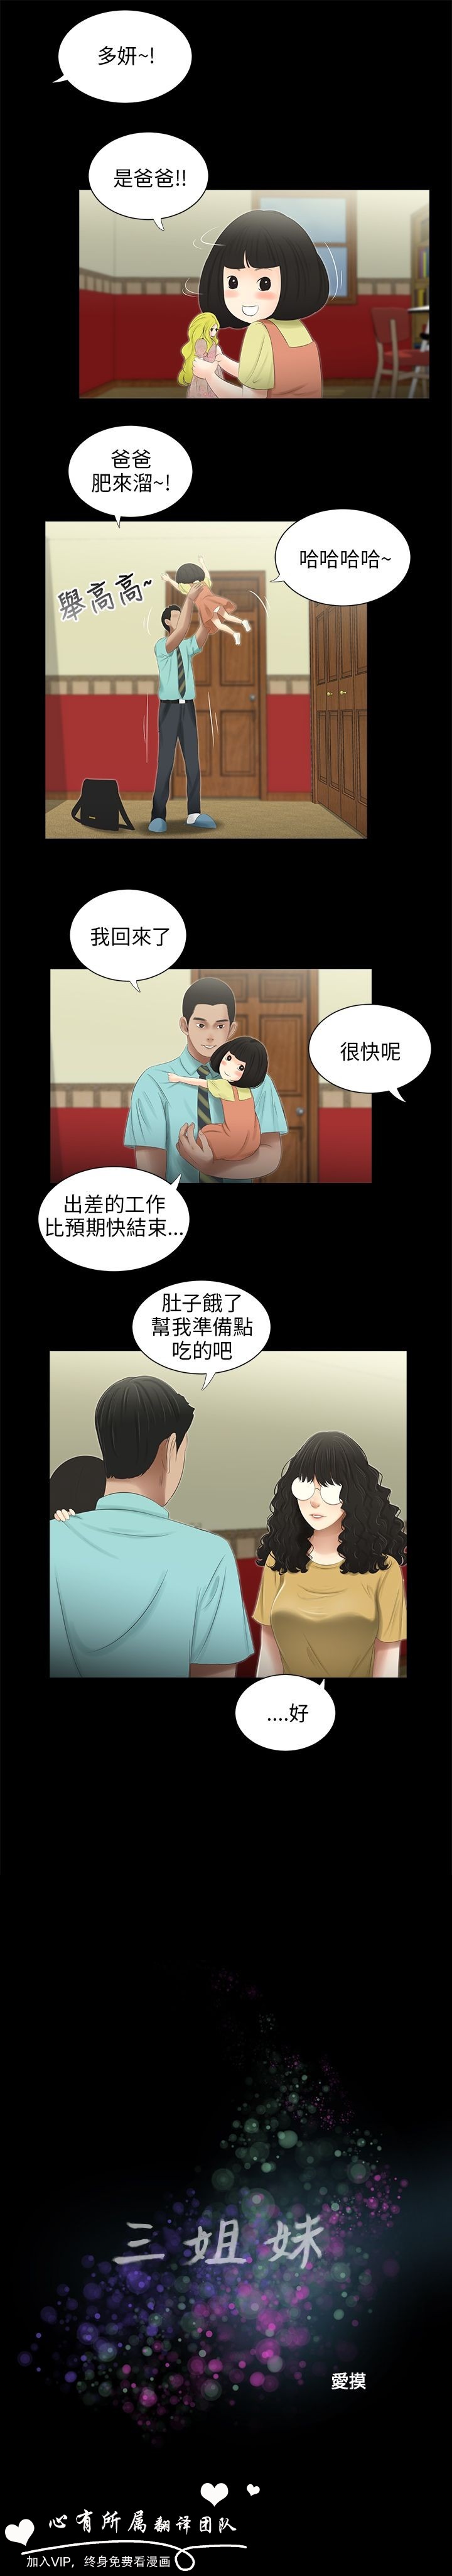 多妍~!
是爸爸!!
爸爸
肥來溜~!
哈哈哈哈~
舉高高~
我回來了
很快呢
出差的工作
比預期快結束...
肚子餓了
幫我準備點
吃的吧
....好
三姐妹
愛摸
心有所属翻译团队
加入VIP，终身免费看漫画